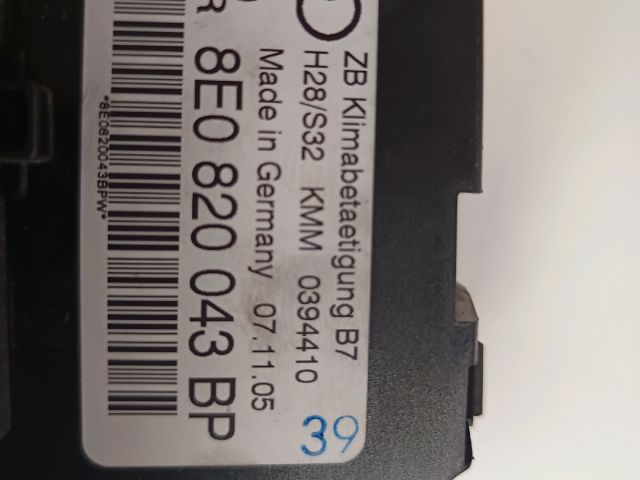 ZB Klimabetaetigung B7
H28/S32 KMM 0394410
Made in Germany 07.11.05
39
R 8E0 820 043 BP
*8E0820043BPW*